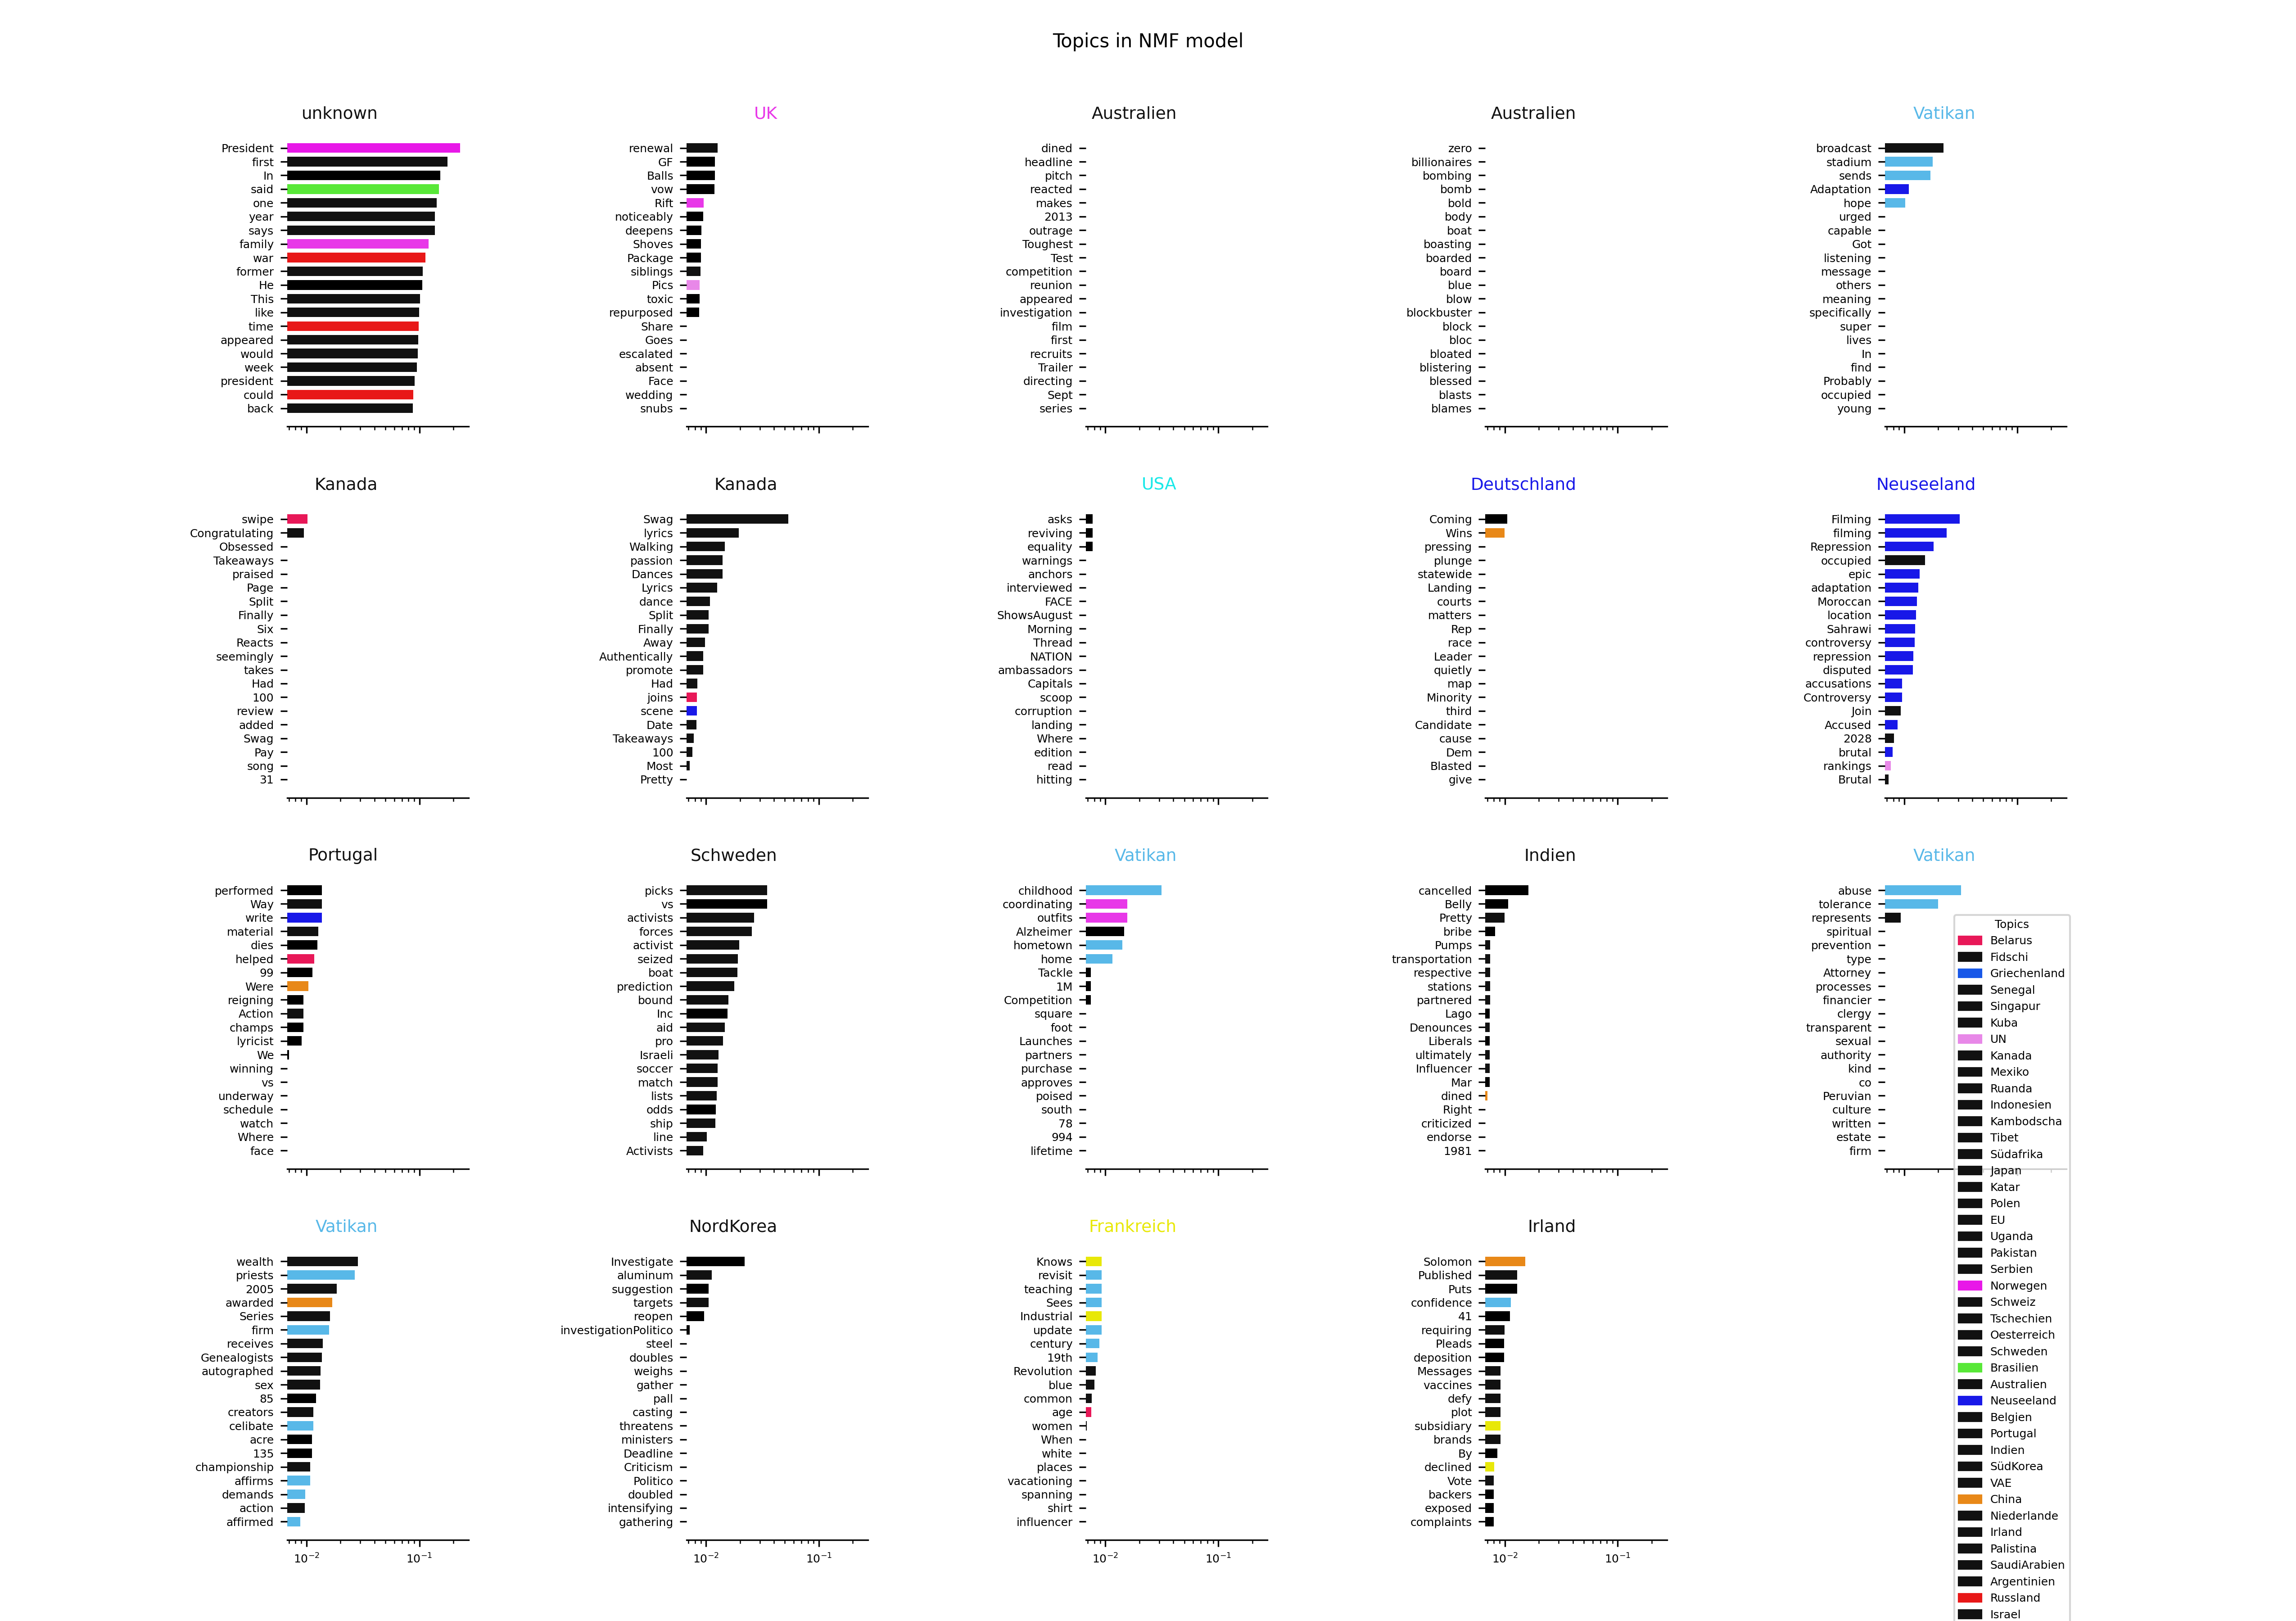 Topics in NMF model
unknown
President
first
In
said
one
year
says
family
war
former
He
This
like
time
appeared
would
week
president
could
back
UK
renewal
GF
Balls
vow
Rift
noticeably
deepens
Shoves
Package
siblings
Pics
toxic
repurposed
Share
Goes
escalated
absent
Face
wedding
snubs
Australien
dined
headline
pitch
reacted
makes
2013
outrage
Toughest
Test
competition
reunion
appeared
investigation
film
first
recruits
Trailer
directing
Sept
series
Australien
zero
billionaires
bombing
bomb
bold
body
boat
boasting
boarded
board
blue
blow
blockbuster
block
bloc
bloated
blistering
blessed
blasts
blames
Vatikan
broadcast
stadium
sends
Adaptation
hope
urged
capable
Got
listening
message
others
meaning
specifically
super
lives
In
find
Probably
occupied
young
Kanada
swipe
Congratulating
Obsessed
Takeaways
praised
Page
Split
Finally
Six
Reacts
seemingly
takes
Had
100
review
added
Swag
Pay
song
31
Kanada
Swag
lyrics
Walking
passion
Dances
Lyrics
dance
Split
Finally
Away
Authentically
promote
Had
joins
scene
Date
Takeaways
100
Most
Pretty
USA
asks
reviving
equality
warnings
anchors
interviewed
FACE
ShowsAugust
Morning
Thread
NATION
ambassadors
Capitals
scoop
corruption
landing
Where
edition
read
hitting
Deutschland
Coming
Wins
pressing
plunge
statewide
Landing
courts
matters
Rep
race
Leader
quietly
map
Minority
third
Candidate
cause
Dem
Blasted
give
Neuseeland
Filming
filming
Repression
occupied
epic
adaptation
Moroccan
location
Sahrawi
controversy
repression
disputed
accusations
Controversy
Join
Accused
2028
brutal
rankings
Brutal
Portugal
performed
Way
write
material
dies
helped
99
Were
reigning
Action
champs
lyricist
We
winning
vs
underway
schedule
watch
Where
face
Schweden
picks
vs
activists
forces
activist
seized
boat
prediction
bound
Inc
aid
pro
Israeli
soccer
match
lists
odds
ship
line
Activists
Vatikan
childhood
coordinating
outfits
Alzheimer
hometown
home
Tackle
1M
Competition
square
foot
Launches
partners
purchase
approves
poised
south
78
994
lifetime
Indien
cancelled
Belly
Pretty
bribe
Pumps
transportation
respective
stations
partnered
Lago
Denounces
Liberals
ultimately
Influencer
Mar
dined
Right
criticized
endorse
1981
Vatikan
abuse
tolerance
represents
spiritual
prevention
type
Attorney
processes
financier
clergy
transparent
sexual
authority
kind
co
Peruvian
culture
written
estate
firm
Vatikan
wealth
priests
2005
awarded
Series
firm
receives
Genealogists
autographed
sex
85
creators
celibate
acre
135
championship
affirms
demands
action
affirmed
10⁻²
10⁻¹
NordKorea
Investigate
aluminum
suggestion
targets
reopen
investigationPolitico
steel
doubles
weighs
gather
pall
casting
threatens
ministers
Deadline
Criticism
Politico
doubled
intensifying
gathering
10⁻²
10⁻¹
Frankreich
Knows
revisit
teaching
Sees
Industrial
update
century
19th
Revolution
blue
common
age
women
When
white
places
vacationing
spanning
shirt
influencer
10⁻²
10⁻¹
Irland
Solomon
Published
Puts
confidence
41
requiring
Pleads
deposition
Messages
vaccines
defy
plot
subsidiary
brands
By
declined
Vote
backers
exposed
complaints
10⁻²
10⁻¹
Topics
Belarus
Fidschi
Griechenland
Senegal
Singapur
Kuba
UN
Kanada
Mexiko
Ruanda
Indonesien
Kambodscha
Tibet
Südafrika
Japan
Katar
Polen
EU
Uganda
Pakistan
Serbien
Norwegen
Schweiz
Tschechien
Oesterreich
Schweden
Brasilien
Australien
Neuseeland
Belgien
Portugal
Indien
SüdKorea
VAE
China
Niederlande
Irland
Palistina
SaudiArabien
Argentinien
Russland
Israel